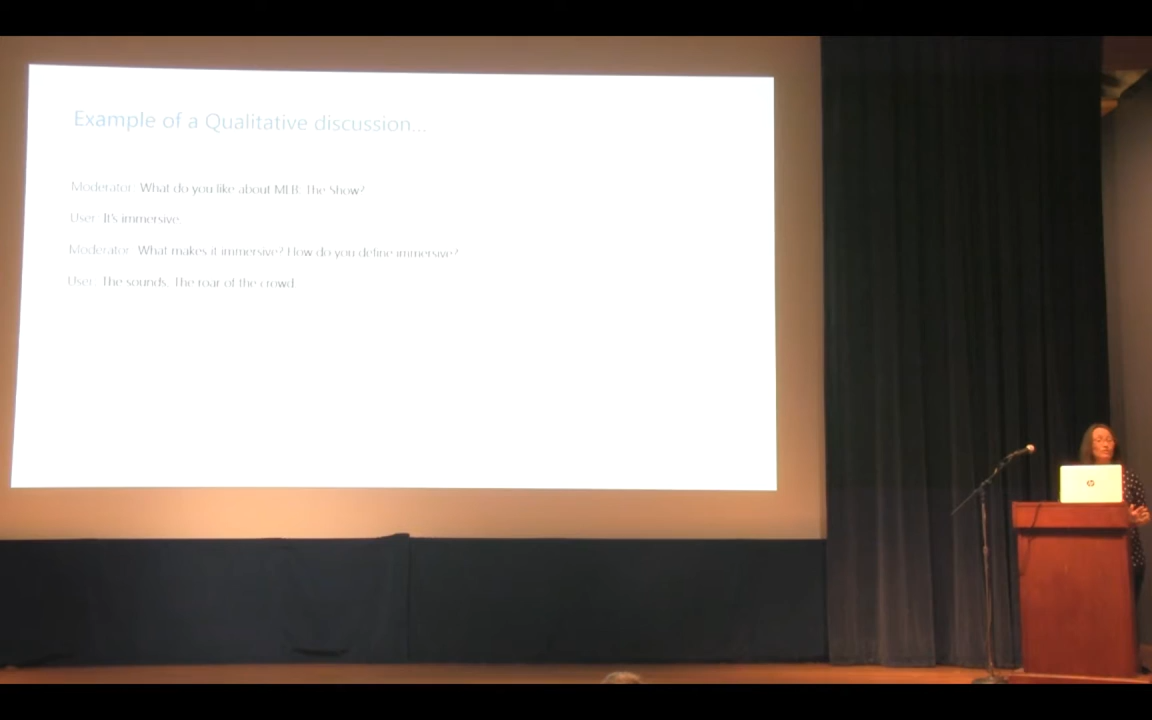 Example of a Qualitative discussion...
Moderator: What do you like about MLB: The Show?
User: It's immersive.
Moderator: What makes it immersive? How do you define immersive?
User: The sounds. The roar of the crowd
hp